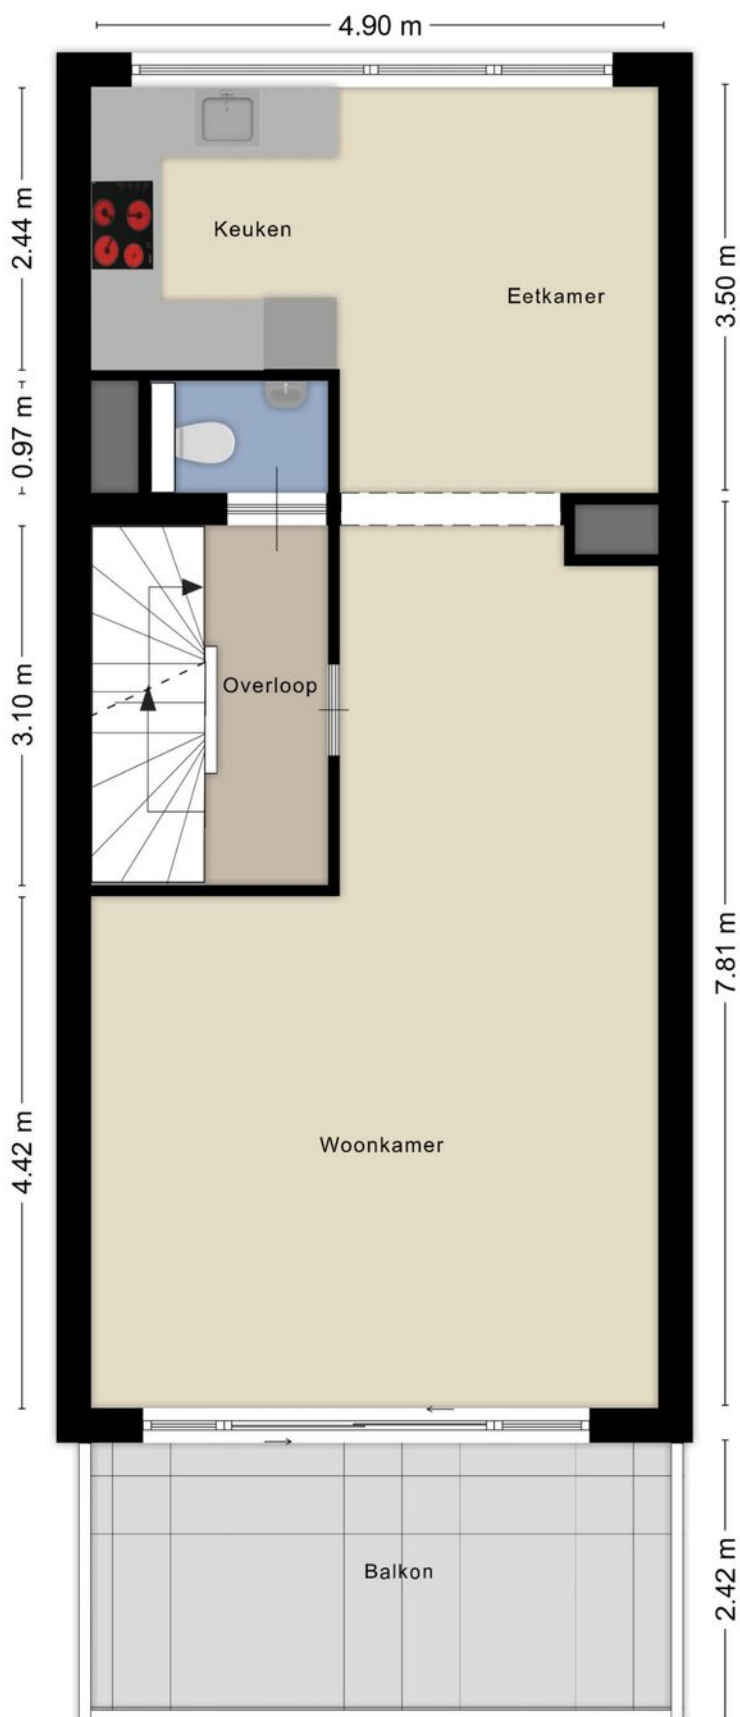 4.90 m
2.44 m
3.50 m
Keuken
Eetkamer
0.97 m
3.10 m
Overloop
7.81 m
4.42 m
Woonkamer
2.42 m
Balkon